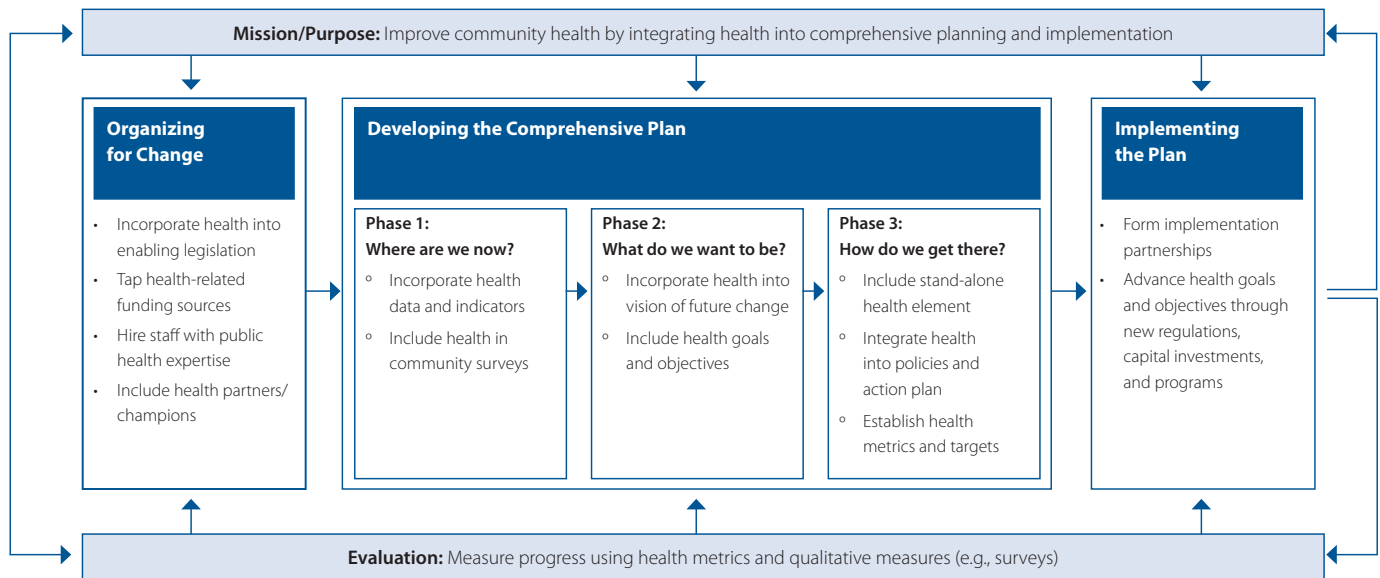 Mission/Purpose: Improve community health by integrating health into comprehensive planning and implementation
Organizing
for Change
• Incorporate health into
enabling legislation
• Tap health-related
funding sources
• Hire staff with public
health expertise
• Include health partners/
champions
Developing the Comprehensive Plan
Phase 1:
Where are we now?
° Incorporate health
data and indicators
° Include health in
community surveys
Phase 2:
What do we want to be?
° Incorporate health into
vision of future change
° Include health goals
and objectives
Phase 3:
How do we get there?
° Include stand-alone
health element
° Integrate health
into policies and
action plan
° Establish health
metrics and targets
Implementing
the Plan
• Form implementation
partnerships
• Advance health goals
and objectives through
new regulations,
capital investments,
and programs
Evaluation: Measure progress using health metrics and qualitative measures (e.g., surveys)